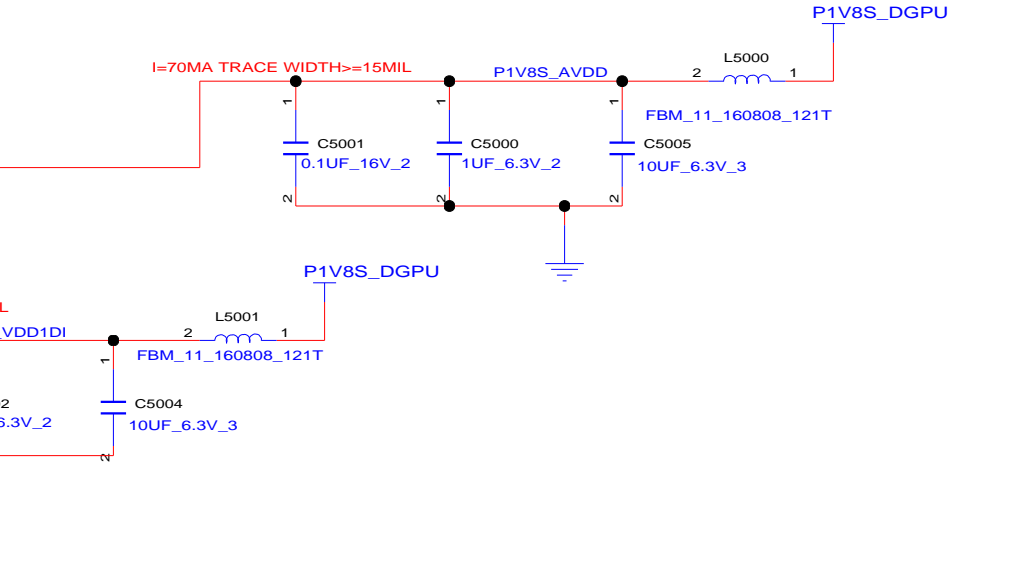 P1V8S_DGPU
L5000
I=70MA TRACE WIDTH>=15MIL
P1V8S_AVDD
2
1
1
1
1
FBM_11_160808_121T
C5001
C5000
C5005
0.1UF_16V_2
1UF_6.3V_2
10UF_6.3V_3
2
2
2
P1V8S_DGPU
L
L5001
_VDD1DI
2
1
FBM_11_160808_121T
1
2
C5004
6.3V_2
10UF_6.3V_3
2